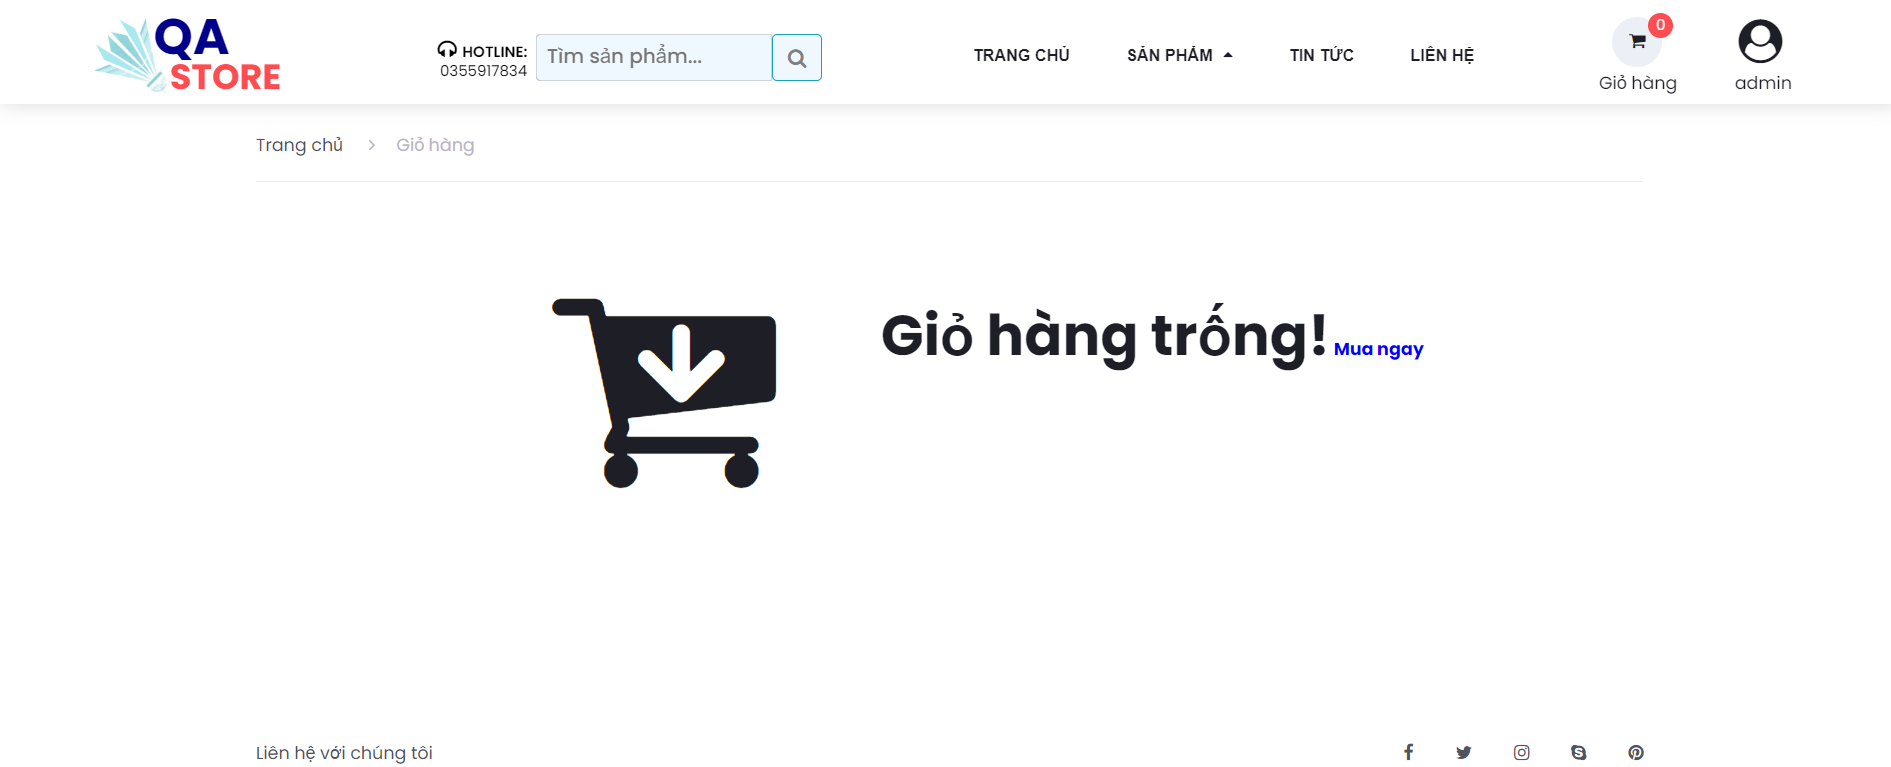 QA
STORE
HOTLINE:
0355917834
Tìm sản phẩm...
TRANG CHỦ
SẢN PHẨM
TIN TỨC
LIÊN HỆ
0
Giỏ hàng
admin
Trang chủ
Giỏ hàng
Giỏ hàng trống! Mua ngay
Liên hệ với chúng tôi